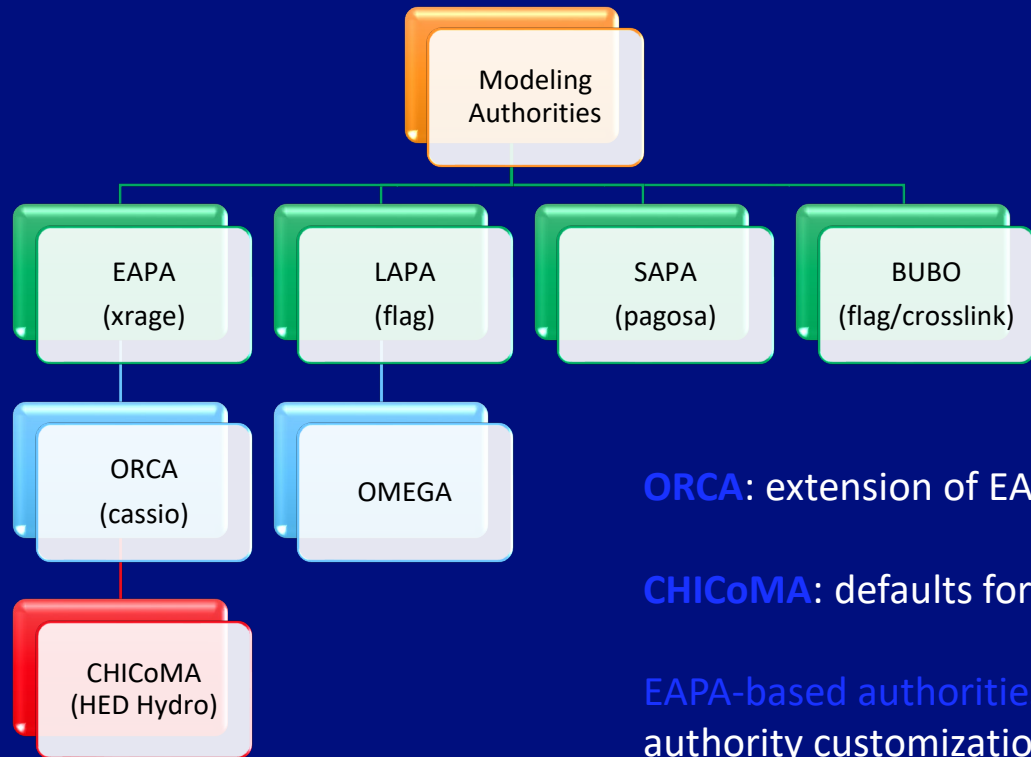 Modeling
Authorities
EAPA
(xrage)
LAPA
(flag)
SAPA
(pagosa)
BUBO
(flag/crosslink)
ORCA
(cassio)
OMEGA
CHICoMA
(HED Hydro)
ORCA: extension of EA
CHICoMA: defaults for
EAPA-based authoritie
authority customization